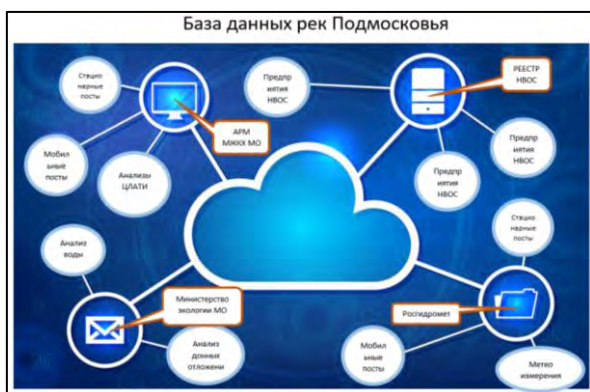 База данных рек Подмосковья
Стацио
нарные
посты
Мобил
ьные
посты
Анализы
ЦЛАТИ
АРМ
МЖКХ МО
Предпр
иятия
НВОС
РЕЕСТР
НВОС
Предпр
иятия
НВОС
Предпр
иятия
НВОС
Анализ
воды
Министерство
экологии МО
Анализ
донных
отложени
Стацио
нарные
посты
Росгидромет
Мобил
ьные
посты
Метео
измерения